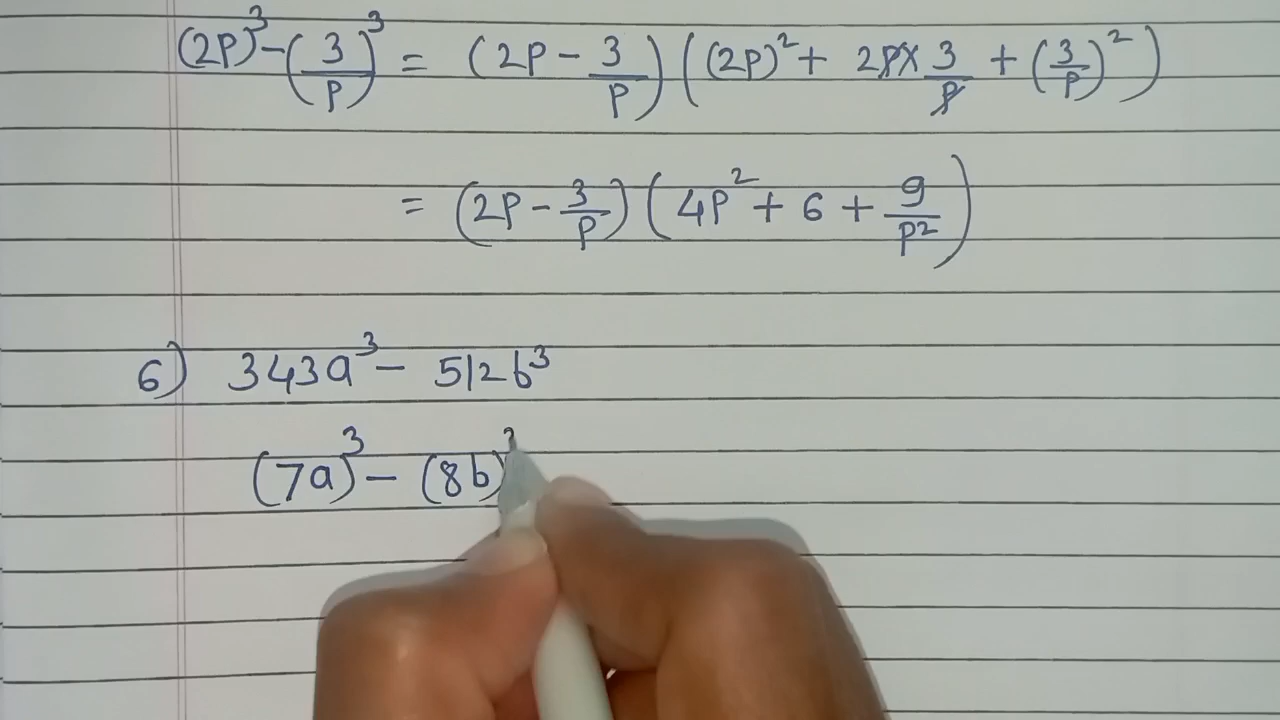 (2p)³ - (3/p)³ = (2p - 3/p) ((2p)² + 2p × 3/p + (3/p)²)
= (2p - 3/p) (4p² + 6 + 9/p²)
6) 343a³ - 512b³
(7a)³ - (8b)